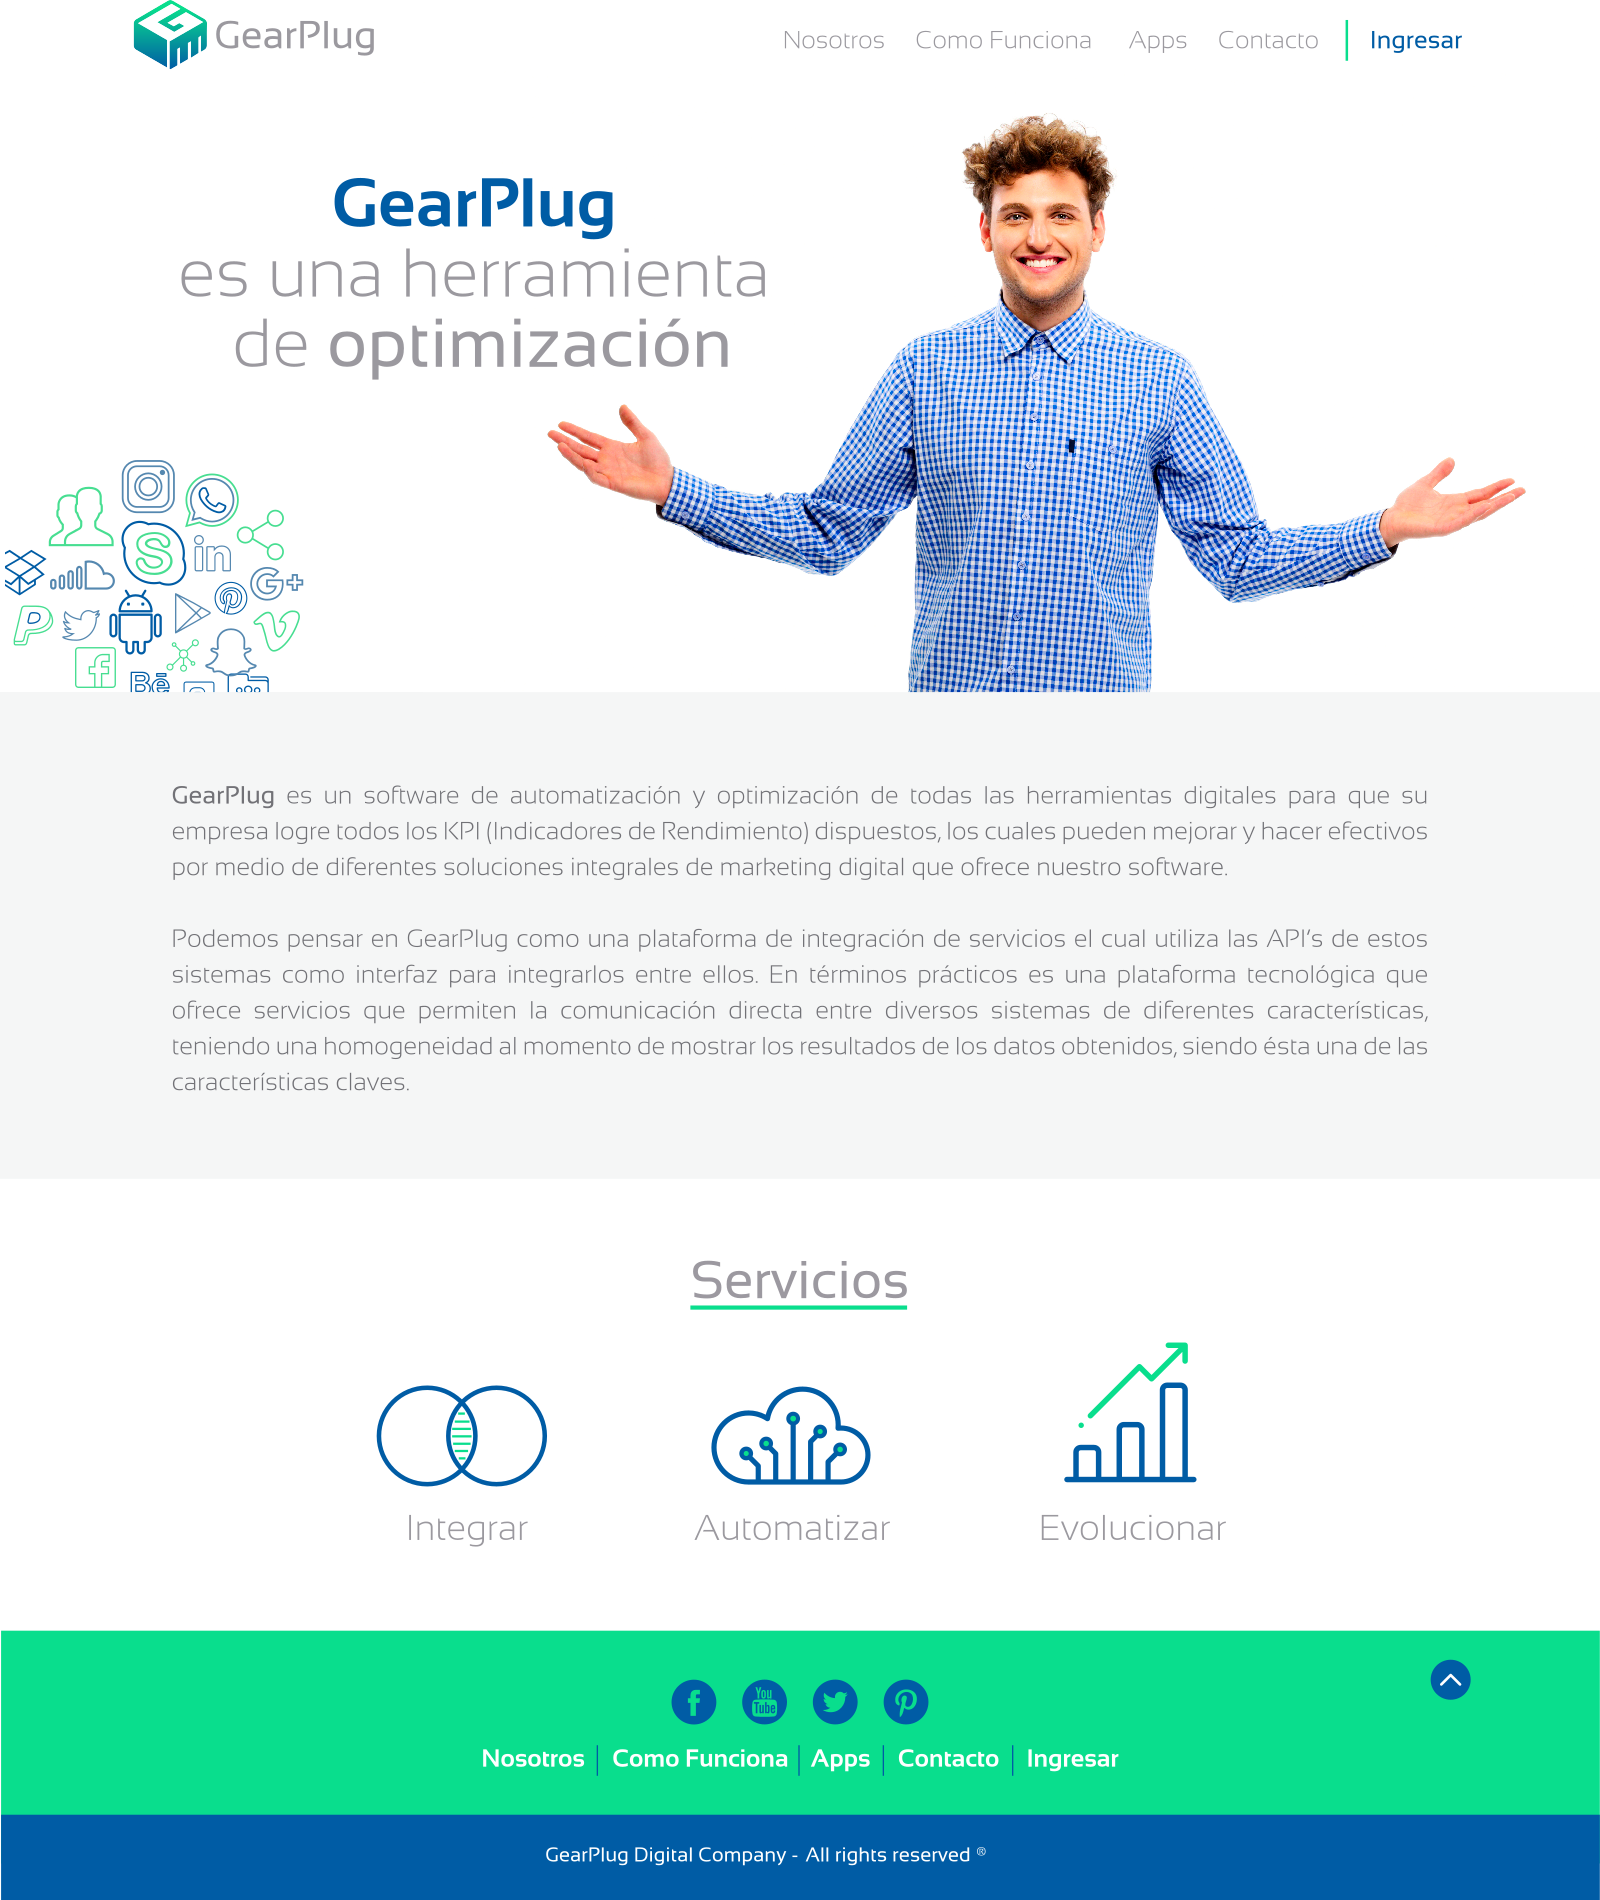 GearPlug
Nosotros Como Funciona Apps Contacto Ingresar
GearPlug
es una herramienta
de optimización
S
in
G+
P
Bē
GearPlug es un software de automatización y optimización de todas las herramientas digitales para que su
empresa logre todos los KPI (Indicadores de Rendimiento) dispuestos, los cuales pueden mejorar y hacer efectivos
por medio de diferentes soluciones integrales de marketing digital que ofrece nuestro software.
Podemos pensar en GearPlug como una plataforma de integración de servicios el cual utiliza las API's de estos
sistemas como interfaz para integrarlos entre ellos. En términos prácticos es una plataforma tecnológica que
ofrece servicios que permiten la comunicación directa entre diversos sistemas de diferentes características,
teniendo una homogeneidad al momento de mostrar los resultados de los datos obtenidos, siendo ésta una de las
características claves.
Servicios
Integrar Automatizar Evolucionar
You
Tube
Nosotros | Como Funciona | Apps | Contacto | Ingresar
GearPlug Digital Company - All rights reserved ®